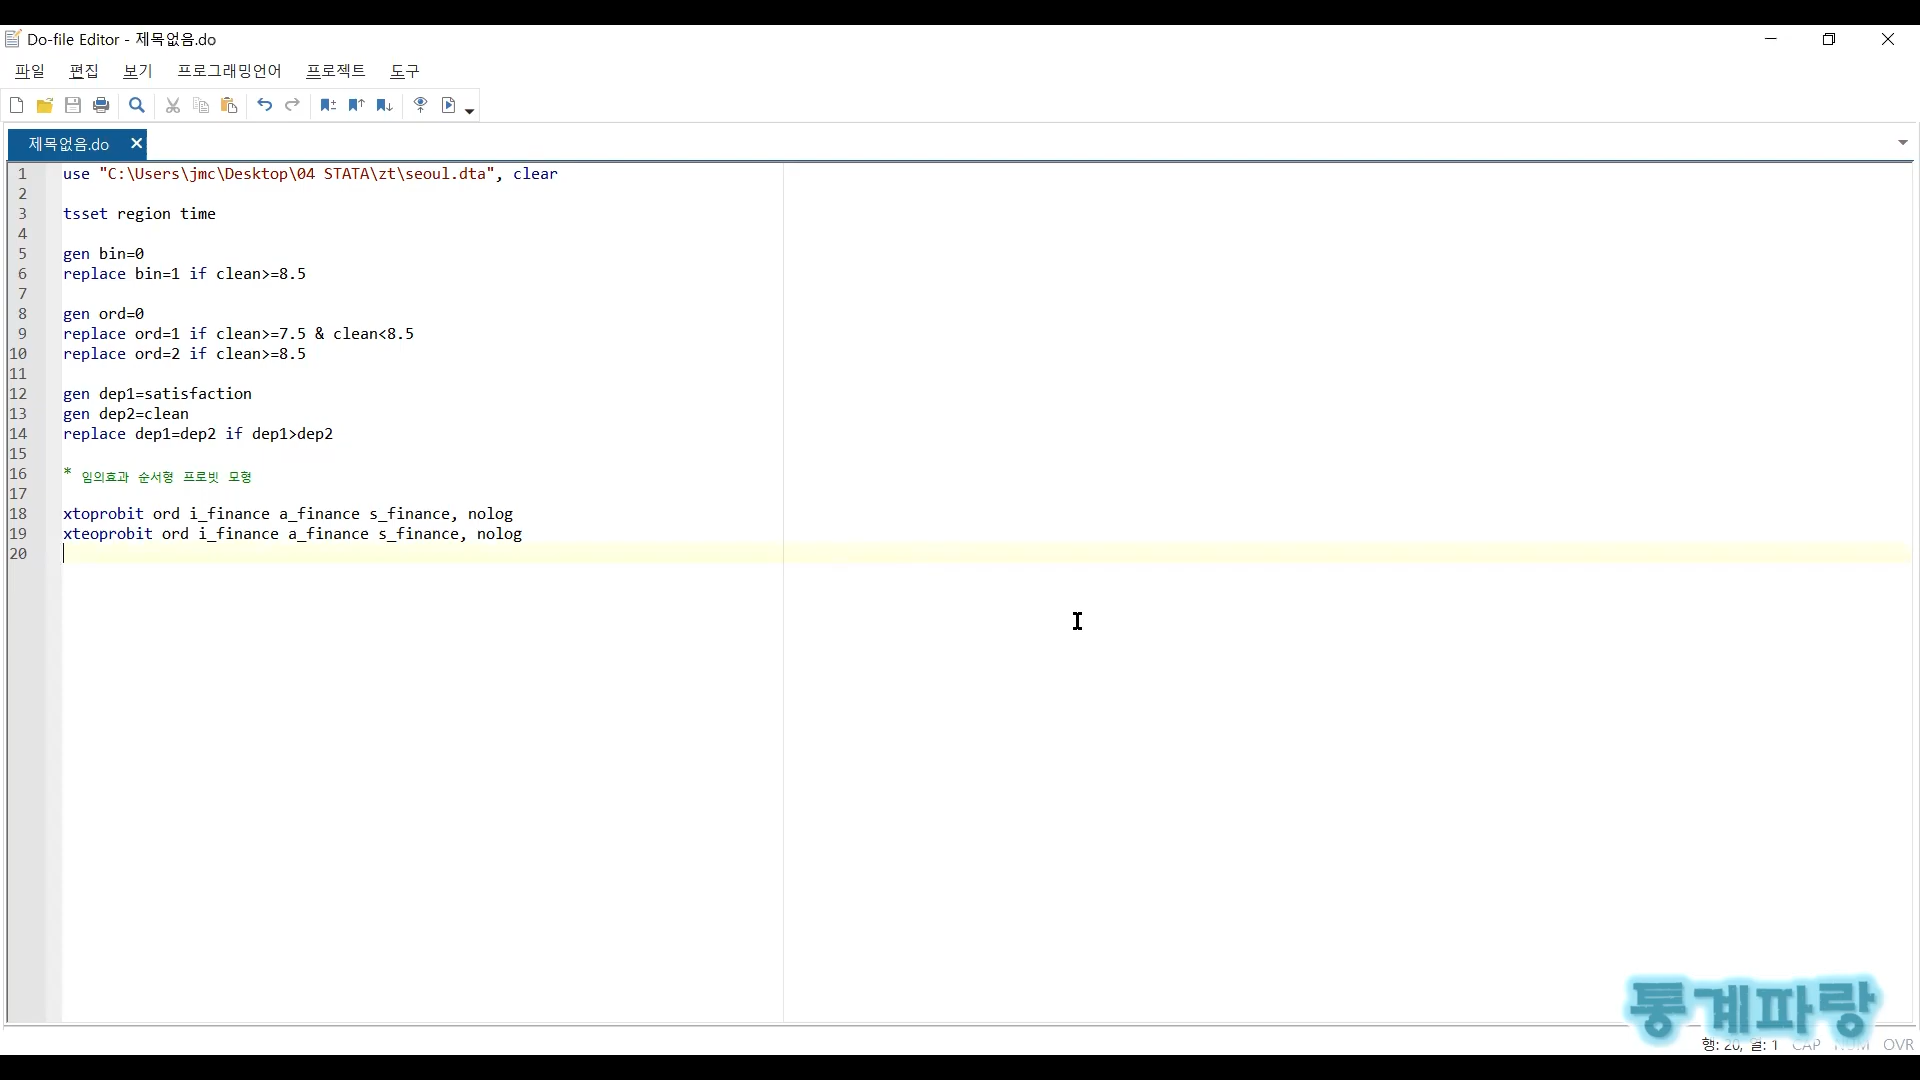 Do-file Editor - 제목없음.do
파일 편집 보기 프로그래밍언어 프로젝트 도구
제목없음.do
1 use "C:\Users\jmc\Desktop\04 STATA\zt\seoul.dta", clear
2
3 tsset region time
4
5 gen bin=0
6 replace bin=1 if clean>=8.5
7
8 gen ord=0
9 replace ord=1 if clean>=7.5 & clean<8.5
10 replace ord=2 if clean>=8.5
11
12 gen dep1=satisfaction
13 gen dep2=clean
14 replace dep1=dep2 if dep1>dep2
15
16 * 임의효과 순서형 프로빗 모형
17
18 xtoprobit ord i_finance a_finance s_finance, nolog
19 xteoprobit ord i_finance a_finance s_finance, nolog
20
통계파랑
행: 20, 열: 1 CAP NUM OVR